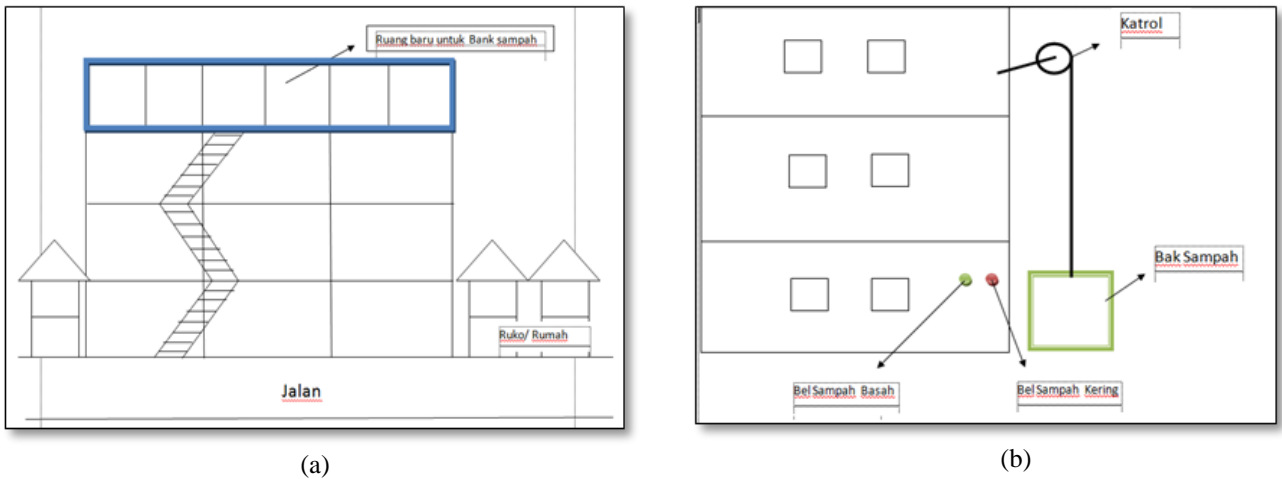 Ruang baru untuk Bank sampah
Ruko/ Rumah
Jalan
(a)
Katrol
Bak Sampah
Bel Sampah Basah
Bel Sampah Kering
(b)